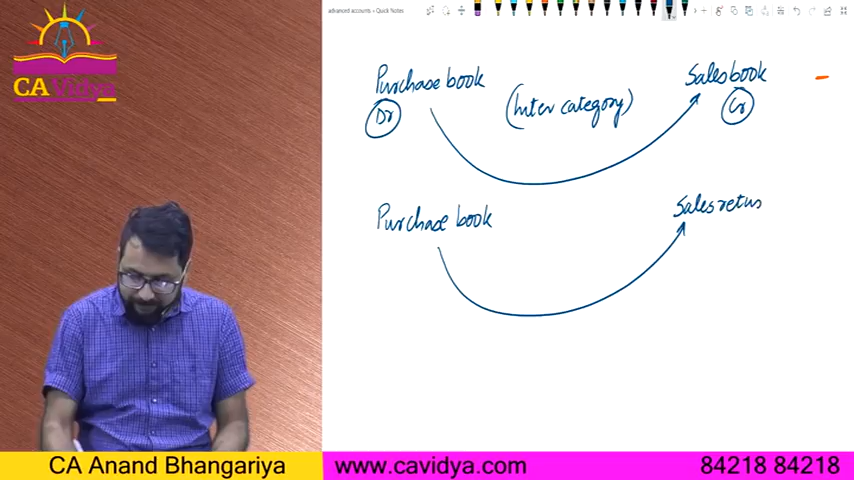 advanced accounts - Quick Notes
CA Vidya
Purchase book
(Inter category)
Sales book
Dr
Cr
Purchase book
Sales retus
CA Anand Bhangariya
www.cavidya.com
84218 84218